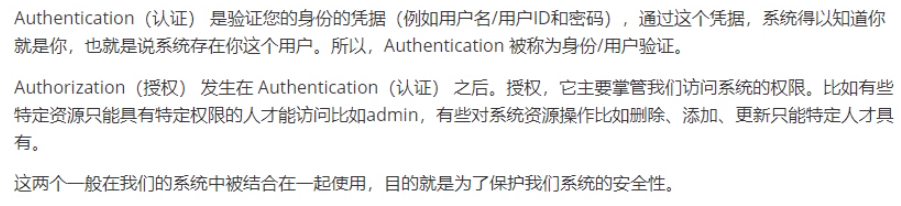 Authentication（认证） 是验证您的身份的凭据（例如用户名/用户ID和密码），通过这个凭据，系统得以知道你
就是你，也就是说系统存在你这个用户。所以，Authentication 被称为身份/用户验证。
Authorization（授权） 发生在 Authentication（认证） 之后。授权，它主要掌管我们访问系统的权限。比如有些
特定资源只能具有特定权限的人才能访问比如admin，有些对系统资源操作比如删除、添加、更新只能特定人才具
有。
这两个一般在我们的系统中被结合在一起使用，目的就是为了保护我们系统的安全性。